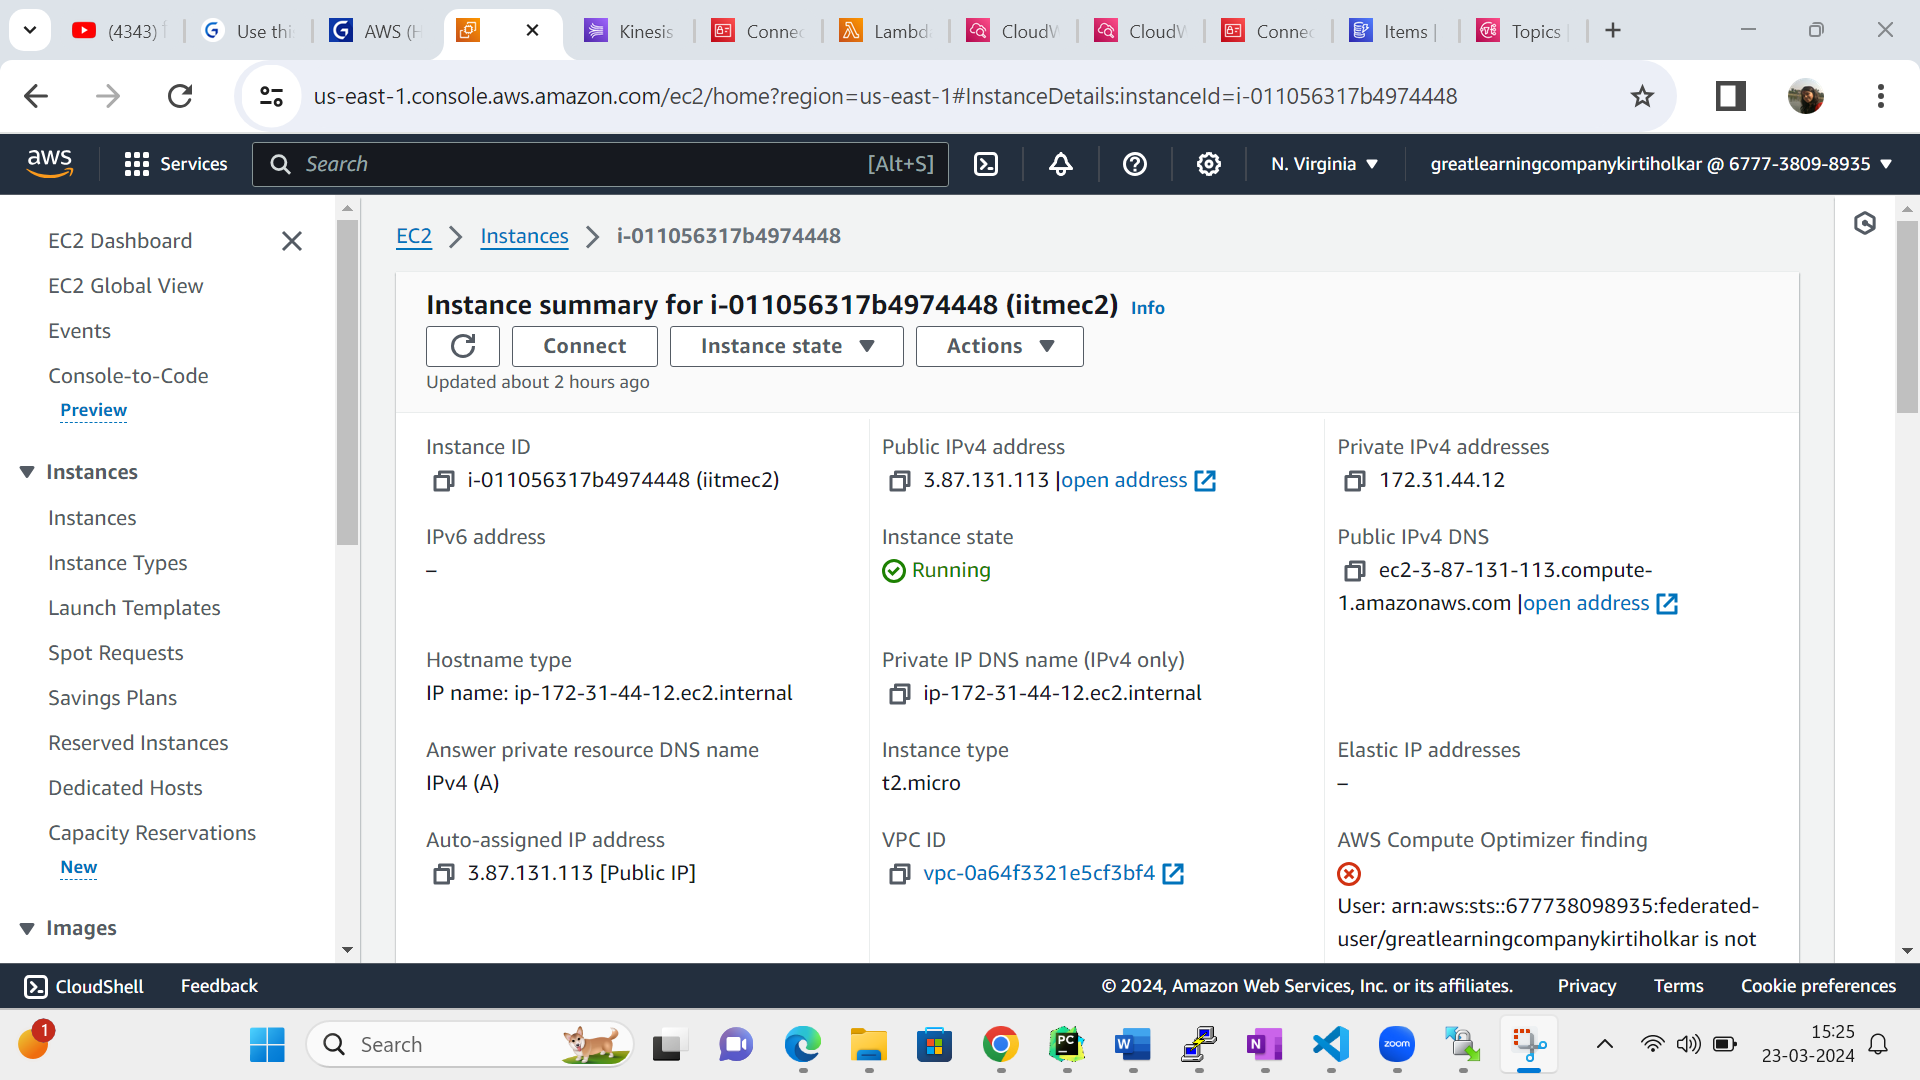 (4343)
Use thi
AWS (H
Kinesis
Connec
Lambda
CloudW
CloudW
Connec
Items |
Topics |
us-east-1.console.aws.amazon.com/ec2/home?region=us-east-1#InstanceDetails:instanceId=i-011056317b4974448
aws
Services
Search
[Alt+S]
N. Virginia
greatlearningcompanykirtiholkar @ 6777-3809-8935
EC2 Dashboard
EC2 Global View
Events
Console-to-Code
Preview
Instances
Instances
Instance Types
Launch Templates
Spot Requests
Savings Plans
Reserved Instances
Dedicated Hosts
Capacity Reservations
New
Images
EC2
Instances
i-011056317b4974448
Instance summary for i-011056317b4974448 (iitmec2) Info
Connect
Instance state
Actions
Updated about 2 hours ago
Instance ID
i-011056317b4974448 (iitmec2)
Public IPv4 address
3.87.131.113 |open address
Private IPv4 addresses
172.31.44.12
IPv6 address
–
Instance state
Running
Public IPv4 DNS
ec2-3-87-131-113.compute-
1.amazonaws.com |open address
Hostname type
IP name: ip-172-31-44-12.ec2.internal
Private IP DNS name (IPv4 only)
ip-172-31-44-12.ec2.internal
Answer private resource DNS name
IPv4 (A)
Instance type
t2.micro
Elastic IP addresses
–
Auto-assigned IP address
3.87.131.113 [Public IP]
VPC ID
vpc-0a64f3321e5cf3bf4
AWS Compute Optimizer finding
User: arn:aws:sts::677738098935:federated-
user/greatlearningcompanykirtiholkar is not
CloudShell
Feedback
© 2024, Amazon Web Services, Inc. or its affiliates.
Privacy
Terms
Cookie preferences
1
Search
PC
W
N
zoom
15:25
23-03-2024